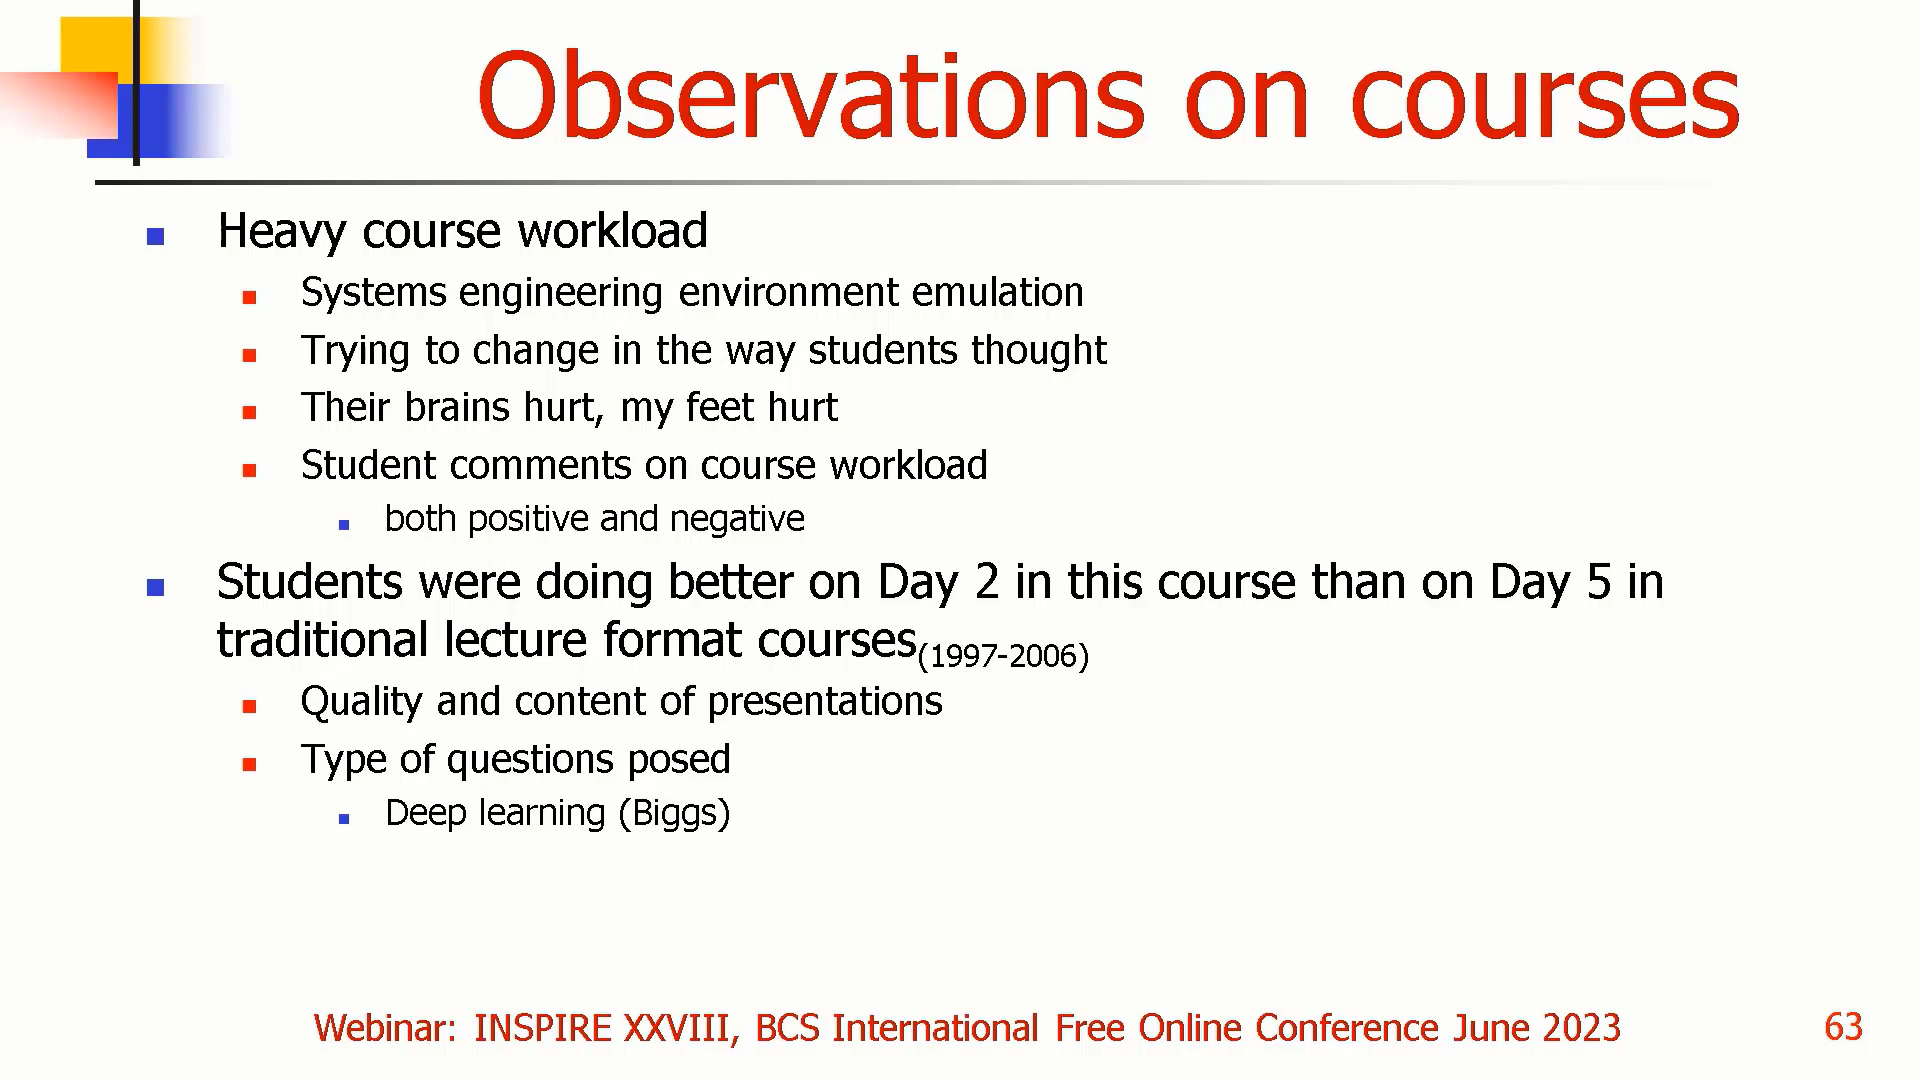 Observations on courses
Heavy course workload
Systems engineering environment emulation
Trying to change in the way students thought
Their brains hurt, my feet hurt
Student comments on course workload
both positive and negative
Students were doing better on Day 2 in this course than on Day 5 in
traditional lecture format courses(1997-2006)
Quality and content of presentations
Type of questions posed
Deep learning (Biggs)
Webinar: INSPIRE XXVIII, BCS International Free Online Conference June 2023
63